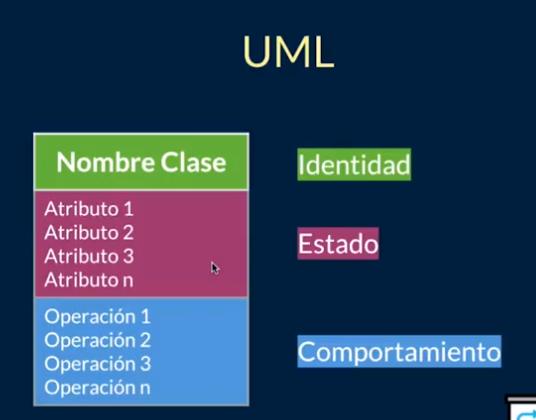 UML
Nombre Clase
Identidad
Atributo 1
Atributo 2
Atributo 3
Atributo n
Estado
Operación 1
Operación 2
Operación 3
Operación n
Comportamiento